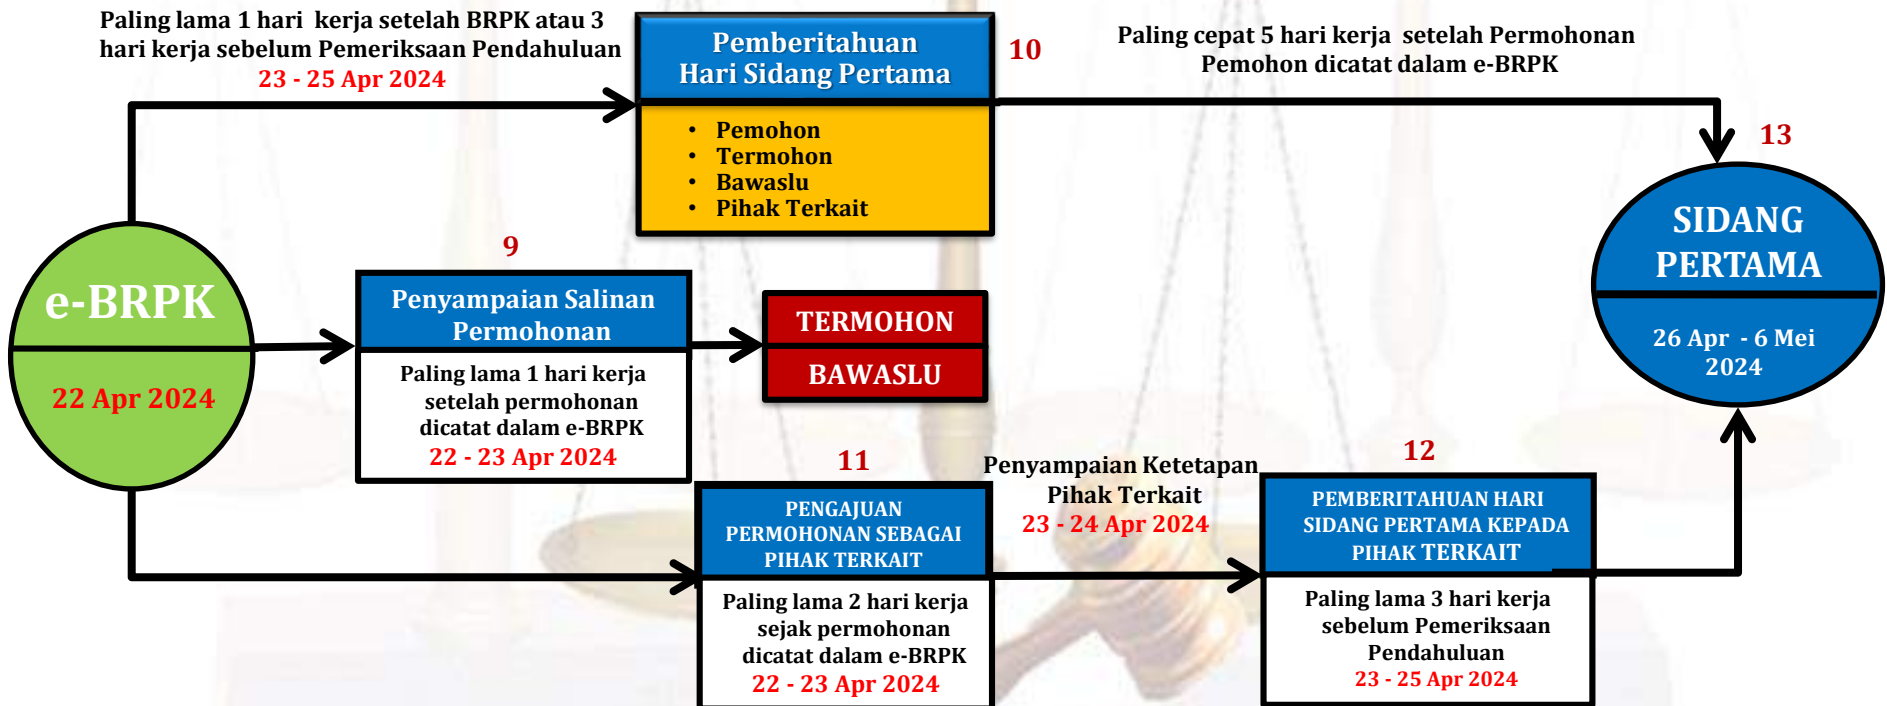 Paling lama 1 hari kerja setelah BRPK atau 3
hari kerja sebelum Pemeriksaan Pendahuluan
23 - 25 Apr 2024
Pemberitahuan
Hari Sidang Pertama
10
• Pemohon
• Termohon
• Bawaslu
• Pihak Terkait
Paling cepat 5 hari kerja setelah Permohonan
Pemohon dicatat dalam e-BRPK
13
SIDANG
PERTAMA
26 Apr - 6 Mei
2024
e-BRPK
22 Apr 2024
9
Penyampaian Salinan
Permohonan
Paling lama 1 hari kerja
setelah permohonan
dicatat dalam e-BRPK
22 - 23 Apr 2024
TERMOHON
BAWASLU
11
PENGAJUAN
PERMOHONAN SEBAGAI
PIHAK TERKAIT
Paling lama 2 hari kerja
sejak permohonan
dicatat dalam e-BRPK
22 - 23 Apr 2024
Penyampaian Ketetapan
Pihak Terkait
23 - 24 Apr 2024
12
PEMBERITAHUAN HARI
SIDANG PERTAMA KEPADA
PIHAK TERKAIT
Paling lama 3 hari kerja
sebelum Pemeriksaan
Pendahuluan
23 - 25 Apr 2024